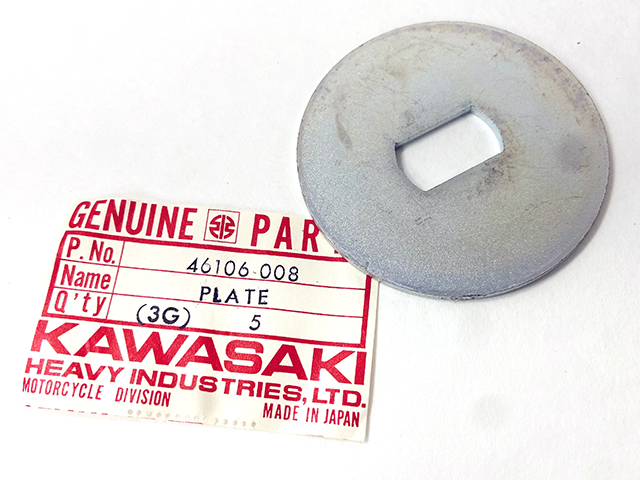 GENUINE PAR
P. No. 46106-008
Name PLATE
Q'ty (3G) 5
KAWASAKI
HEAVY INDUSTRIES, LTD.
MOTORCYCLE DIVISION MADE IN JAPAN